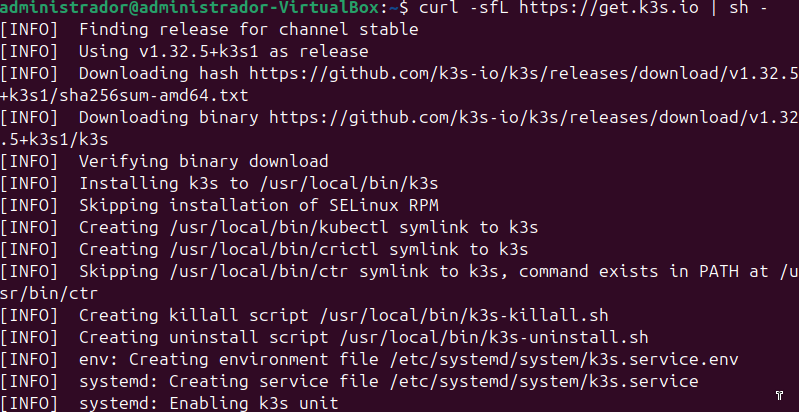 administrador@administrador-VirtualBox:~$ curl -sfL https://get.k3s.io | sh -
[INFO]  Finding release for channel stable
[INFO]  Using v1.32.5+k3s1 as release
[INFO]  Downloading hash https://github.com/k3s-io/k3s/releases/download/v1.32.5
+k3s1/sha256sum-amd64.txt
[INFO]  Downloading binary https://github.com/k3s-io/k3s/releases/download/v1.32
.5+k3s1/k3s
[INFO]  Verifying binary download
[INFO]  Installing k3s to /usr/local/bin/k3s
[INFO]  Skipping installation of SELinux RPM
[INFO]  Creating /usr/local/bin/kubectl symlink to k3s
[INFO]  Creating /usr/local/bin/crictl symlink to k3s
[INFO]  Skipping /usr/local/bin/ctr symlink to k3s, command exists in PATH at /u
sr/bin/ctr
[INFO]  Creating killall script /usr/local/bin/k3s-killall.sh
[INFO]  Creating uninstall script /usr/local/bin/k3s-uninstall.sh
[INFO]  env: Creating environment file /etc/systemd/system/k3s.service.env
[INFO]  systemd: Creating service file /etc/systemd/system/k3s.service
[INFO]  systemd: Enabling k3s unit